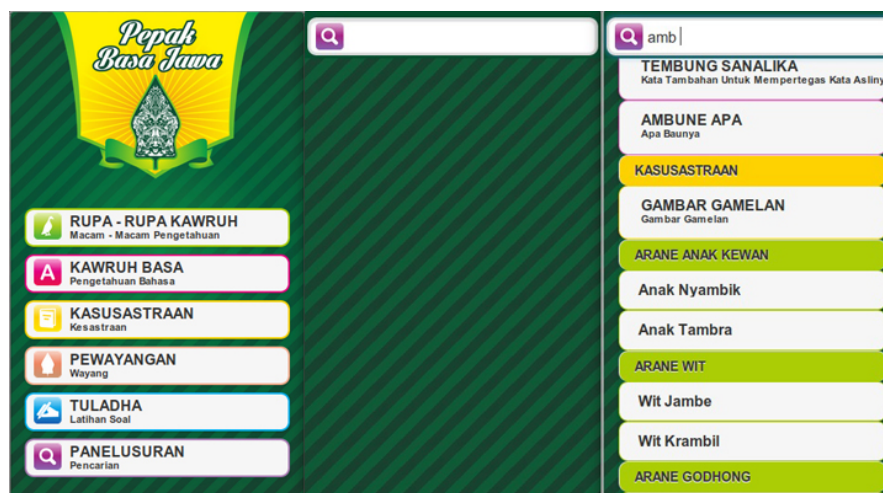 Pepak
Basa Jawa
RUPA - RUPA KAWRUH
Macam - Macam Pengetahuan
A
KAWRUH BASA
Pengetahuan Bahasa
KASUSASTRAAN
Kesastraan
PEWAYANGAN
Wayang
TULADHA
Latihan Soal
PANELUSURAN
Pencarian
amb
TEMBUNG SANALIKA
Kata Tambahan Untuk Mempertegas Kata
AMBUNE APA
Apa Baunya
KASUSASTRAAN
GAMBAR GAMELAN
Gambar Gamelan
ARANE ANAK KEWAN
Anak Nyambik
Anak Tambra
ARANE WIT
Wit Jambe
Wit Krambil
ARANE GODHONG